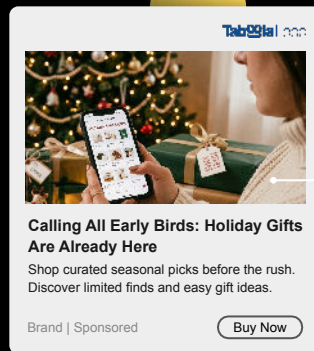 Calling All Early Birds: Holiday Gifts
Are Already Here
Shop curated seasonal picks before the rush.
Discover limited finds and easy gift ideas.
Brand | Sponsored
Buy Now